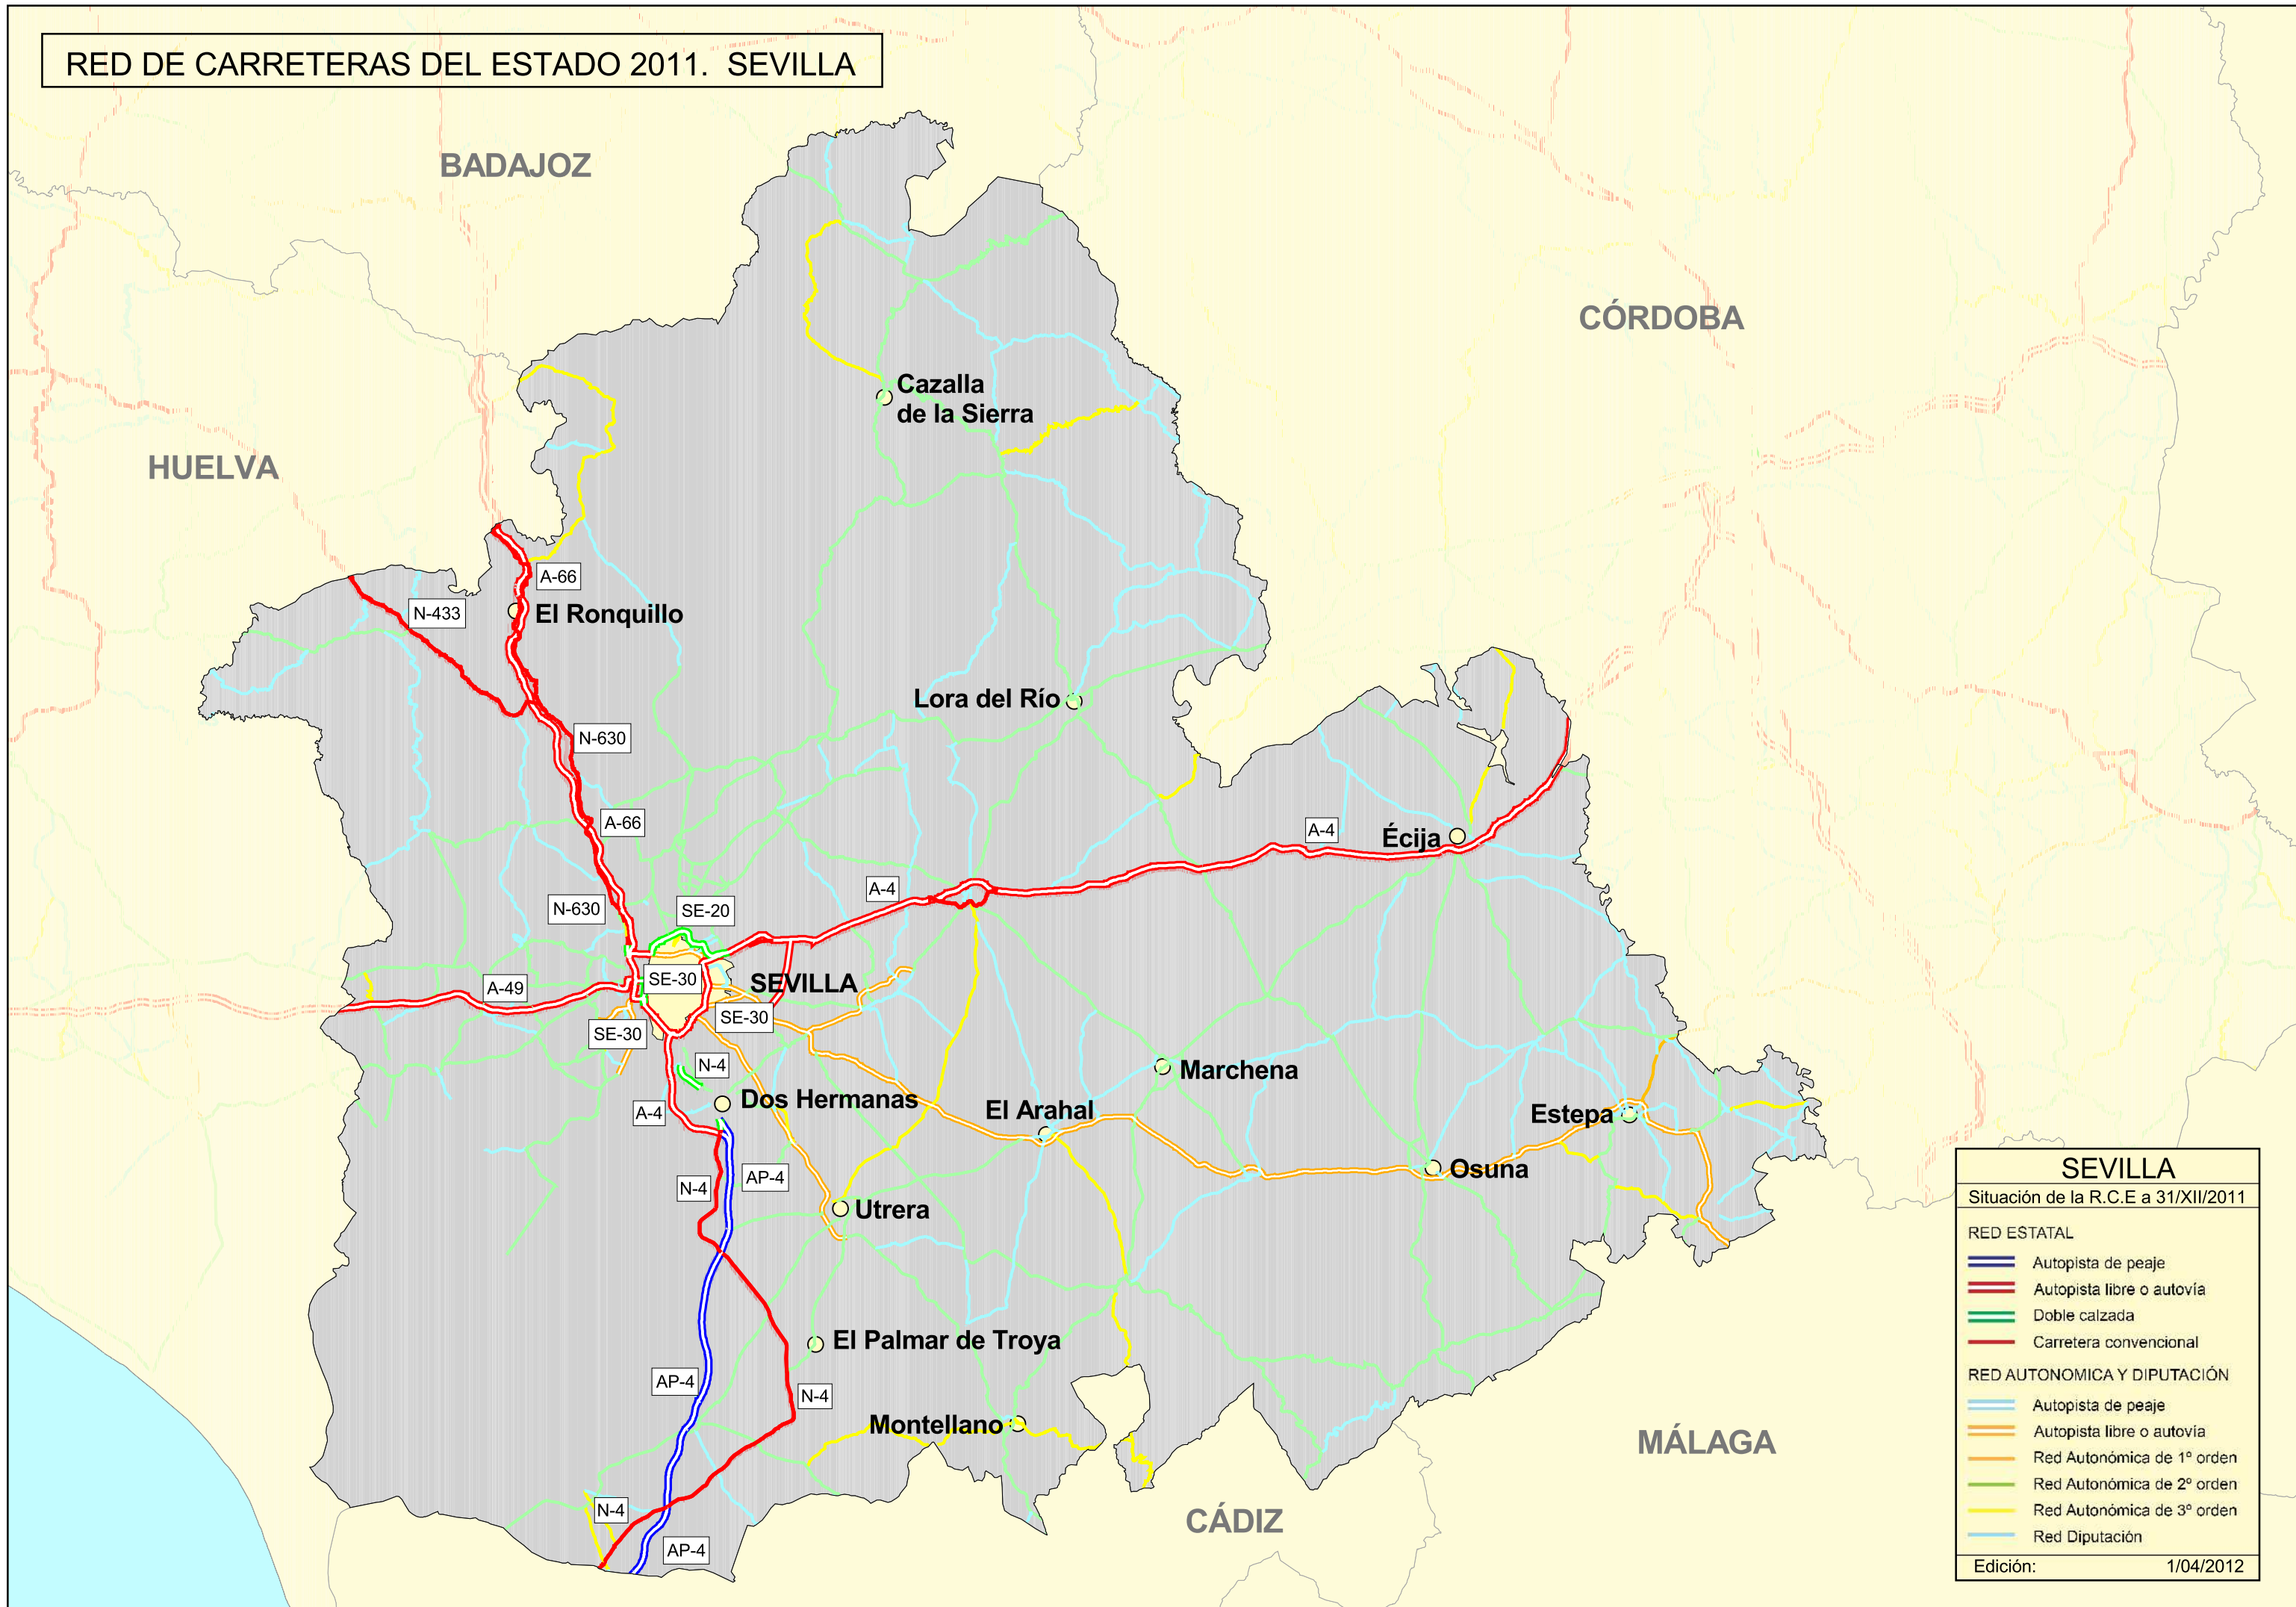 RED DE CARRETERAS DEL ESTADO 2011. SEVILLA
BADAJOZ
CÓRDOBA
HUELVA
Cazalla
de la Sierra
A-66
N-433
El Ronquillo
Lora del Río
N-630
A-66
A-4
Écija
A-4
N-630
SE-20
SE-30
SEVILLA
A-49
SE-30
SE-30
N-4
Marchena
Dos Hermanas
A-4
El Arahal
Estepa
Osuna
AP-4
N-4
Utrera
El Palmar de Troya
AP-4
N-4
Montellano
MÁLAGA
N-4
CÁDIZ
AP-4
SEVILLA
Situación de la R.C.E a 31/XII/2011
RED ESTATAL
Autopista de peaje
Autopista libre o autovía
Doble calzada
Carretera convencional
RED AUTONOMICA Y DIPUTACIÓN
Autopista de peaje
Autopista libre o autovía
Red Autonómica de 1º orden
Red Autonómica de 2º orden
Red Autonómica de 3º orden
Red Diputación
Edición: 1/04/2012